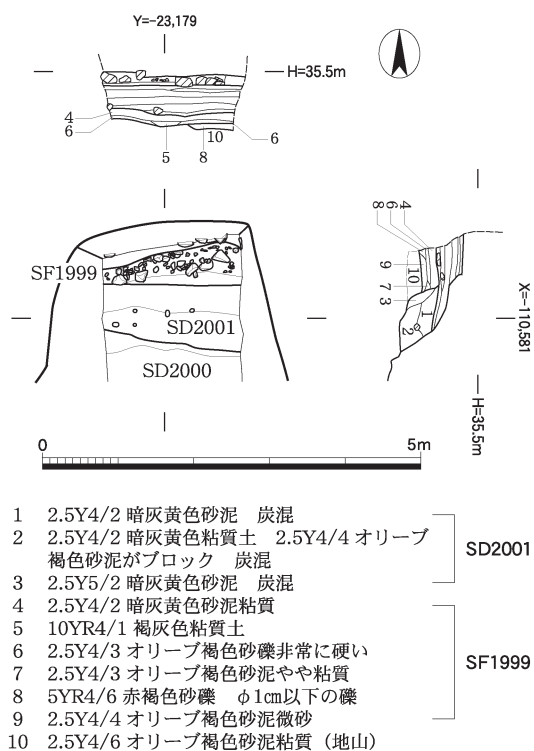 Y=-23,179
H=35.5m
4
6
10
6
5
8
4
6
8
SF1999
9
10
7
3
1
2
SD2001
SD2000
X=-110,581
H=35.5m
0
5m
1 2.5Y4/2 暗灰黄色砂泥 炭混
2 2.5Y4/2 暗灰黄色粘質土 2.5Y4/4 オリーブ
褐色砂泥がブロック 炭混
3 2.5Y5/2 暗灰黄色砂泥 炭混
SD2001
4 2.5Y4/2 暗灰黄色砂泥粘質
5 10YR4/1 褐灰色粘質土
6 2.5Y4/3 オリーブ褐色砂礫非常に硬い
7 2.5Y4/3 オリーブ褐色砂泥やや粘質
8 5YR4/6 赤褐色砂礫 φ1㎝以下の礫
9 2.5Y4/4 オリーブ褐色砂泥微砂
SF1999
10 2.5Y4/6 オリーブ褐色砂泥粘質（地山）